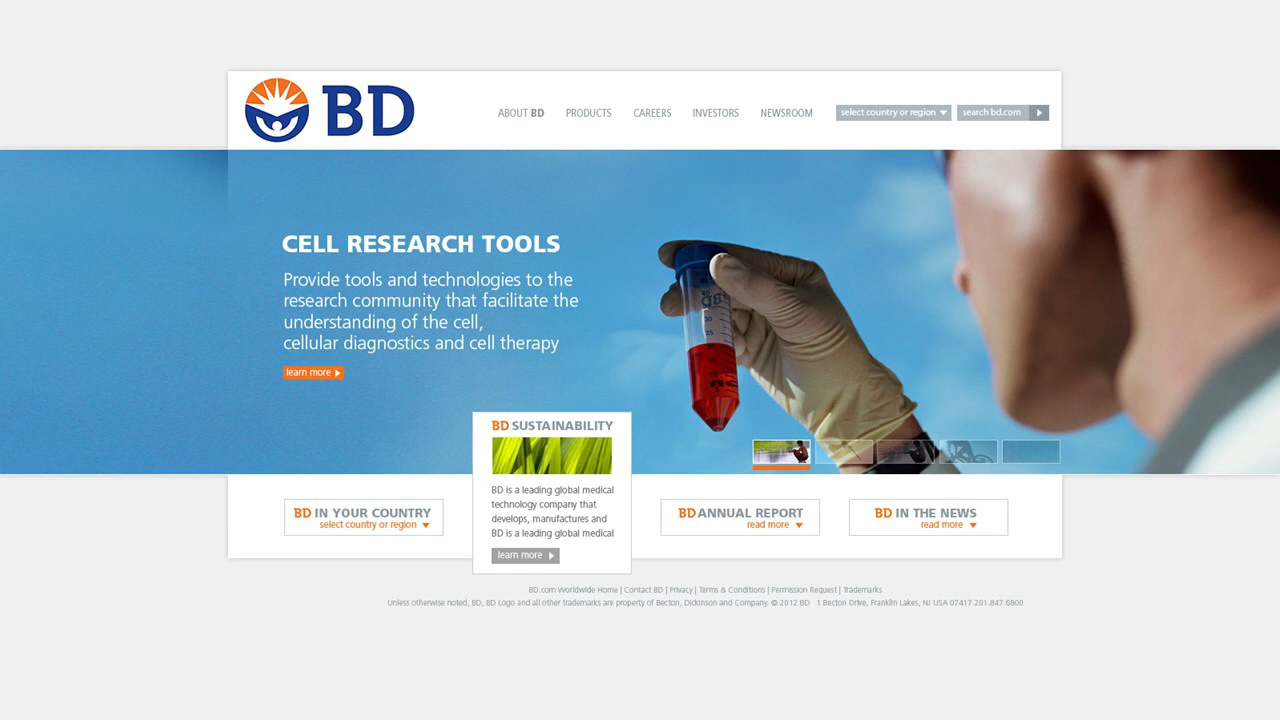 BD
ABOUT BD PRODUCTS CAREERS INVESTORS NEWSROOM select country or region search bd.com
CELL RESEARCH TOOLS
Provide tools and technologies to the
research community that facilitate the
understanding of the cell,
cellular diagnostics and cell therapy
learn more
BD SUSTAINABILITY
BD is a leading global medical
technology company that
develops, manufactures and
BD is a leading global medical
learn more
BD IN YOUR COUNTRY
select country or region
BD ANNUAL REPORT
read more
BD IN THE NEWS
read more
BD.com Worldwide Home | Contact BD | Privacy | Terms & Conditions | Permission Request | Trademarks
Unless otherwise noted, BD, BD Logo and all other trademarks are property of Becton, Dickinson and Company. © 2012 BD 1 Becton Drive, Franklin Lakes, NJ USA 07417 201.847.6800